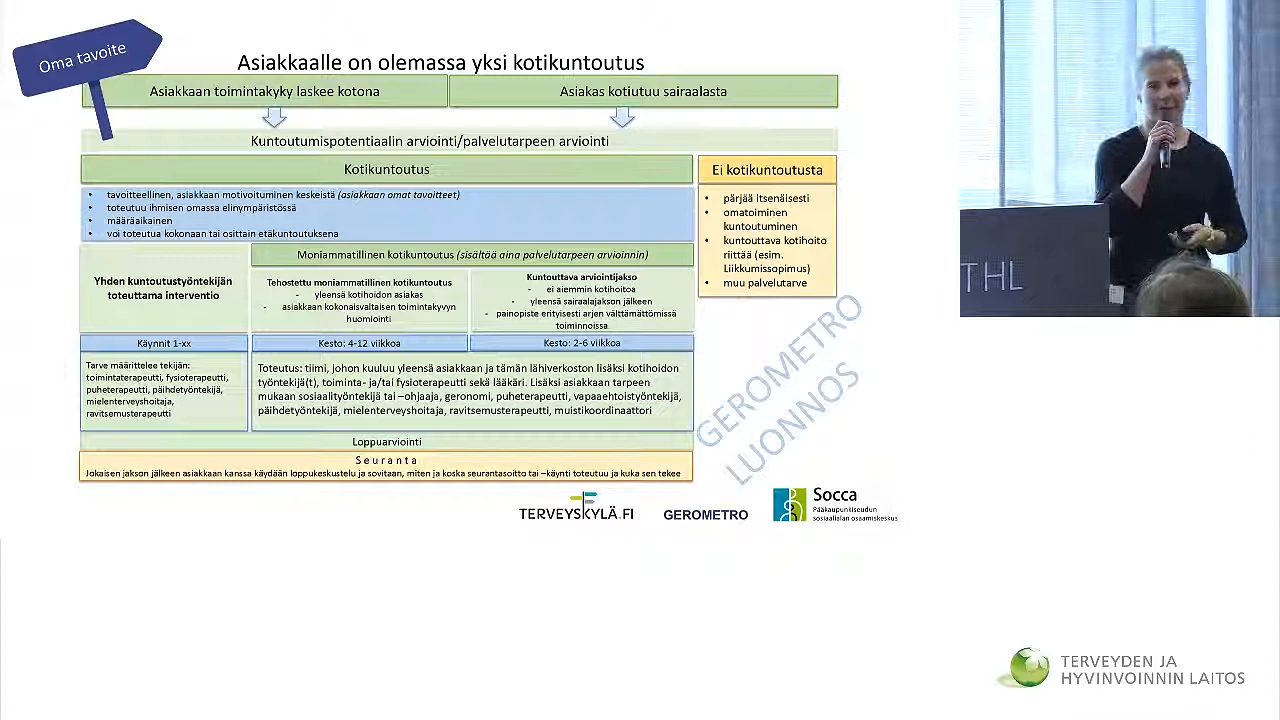 Oma tavoite
Asiakkaalle on olemassa yksi kotikuntoutus
Asiakkaan toimintakyky laskee kotona
Asiakas kotiutuu sairaalasta
Kuntoutumispotentiaalin arviointi/palvelutarpeen arviointi
Kotikuntoutus
Ei kotikuntoutusta
• tavoitteellinen, asiakkaan motivoituminen keskeistä (asiakkaan omat tavoitteet)
• toteutuu ihmisen omassa elinympäristössä
• määräaikainen
• voi toteutua kokonaan tai osittain etäkuntoutuksena
• pärjää itsenäisesti
• omatoiminen
kuntoutuminen
• kuntouttava kotihoito
riittää (esim.
Liikkumissopimus)
• muu palvelutarve
Yhden kuntoutustyöntekijän
toteuttama interventio
Moniammatillinen kotikuntoutus (sisältää aina palvelutarpeen arvioinnin)
Tehostettu moniammatillinen kotikuntoutus
- yleensä kotihoidon asiakas
- asiakkaan kokonaisvaltaisen toimintakyvyn
huomiointi
Kuntouttava arviointijakso
- ei aiemmin kotihoitoa
- yleensä sairaalajakson jälkeen
- painopiste erityisesti arjen välttämättömissä
toiminnoissa
Käynnit 1-xx
Kesto: 4-12 viikkoa
Kesto: 2-6 viikkoa
Tarve määrittelee tekijän:
toimintaterapeutti, fysioterapeutti,
puheterapeutti, päihdetyöntekijä,
mielenterveyshoitaja,
ravitsemusterapeutti
Toteutus: tiimi, johon kuuluu yleensä asiakkaan ja tämän lähiverkoston lisäksi kotihoidon
työntekijä(t), toiminta- ja/tai fysioterapeutti sekä lääkäri. Lisäksi asiakkaan tarpeen
mukaan sosiaalityöntekijä tai –ohjaaja, geronomi, puheterapeutti, vapaaehtoistyöntekijä,
päihdetyöntekijä, mielenterveyshoitaja, ravitsemusterapeutti, muistikoordinaattori
Loppuarviointi
Seuranta
Jokaisen jakson jälkeen asiakkaan kanssa käydään loppukeskustelu ja sovitaan, miten ja koska seurantasoitto tai –käynti toteutuu ja kuka sen tekee
GEROMETRO
LUONNOS
TERVEYSKYLÄ.FI
GEROMETRO
Socca
Pääkaupunkiseudun
sosiaalialan osaamiskeskus
THL
TERVEYDEN JA
HYVINVOINNIN LAITOS